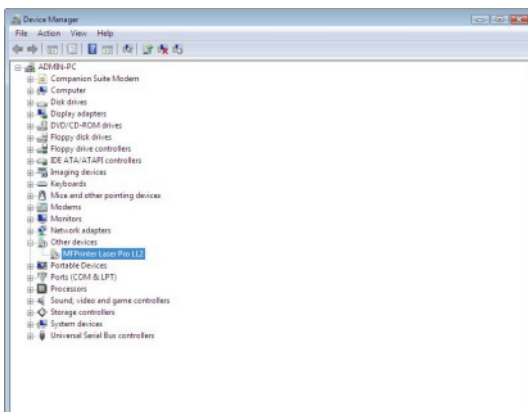 Device Manager
File Action View Help
ADMIN-PC
Companion Suite Modem
Computer
Disk drives
Display adapters
DVD/CD-ROM drives
Floppy disk drives
Floppy drive controllers
IDE ATA/ATAPI controllers
Imaging devices
Keyboards
Mice and other pointing devices
Modems
Monitors
Network adapters
Other devices
MFPrinter Laser Pro LL2
Portable Devices
Ports (COM & LPT)
Processors
Sound, video and game controllers
Storage controllers
System devices
Universal Serial Bus controllers